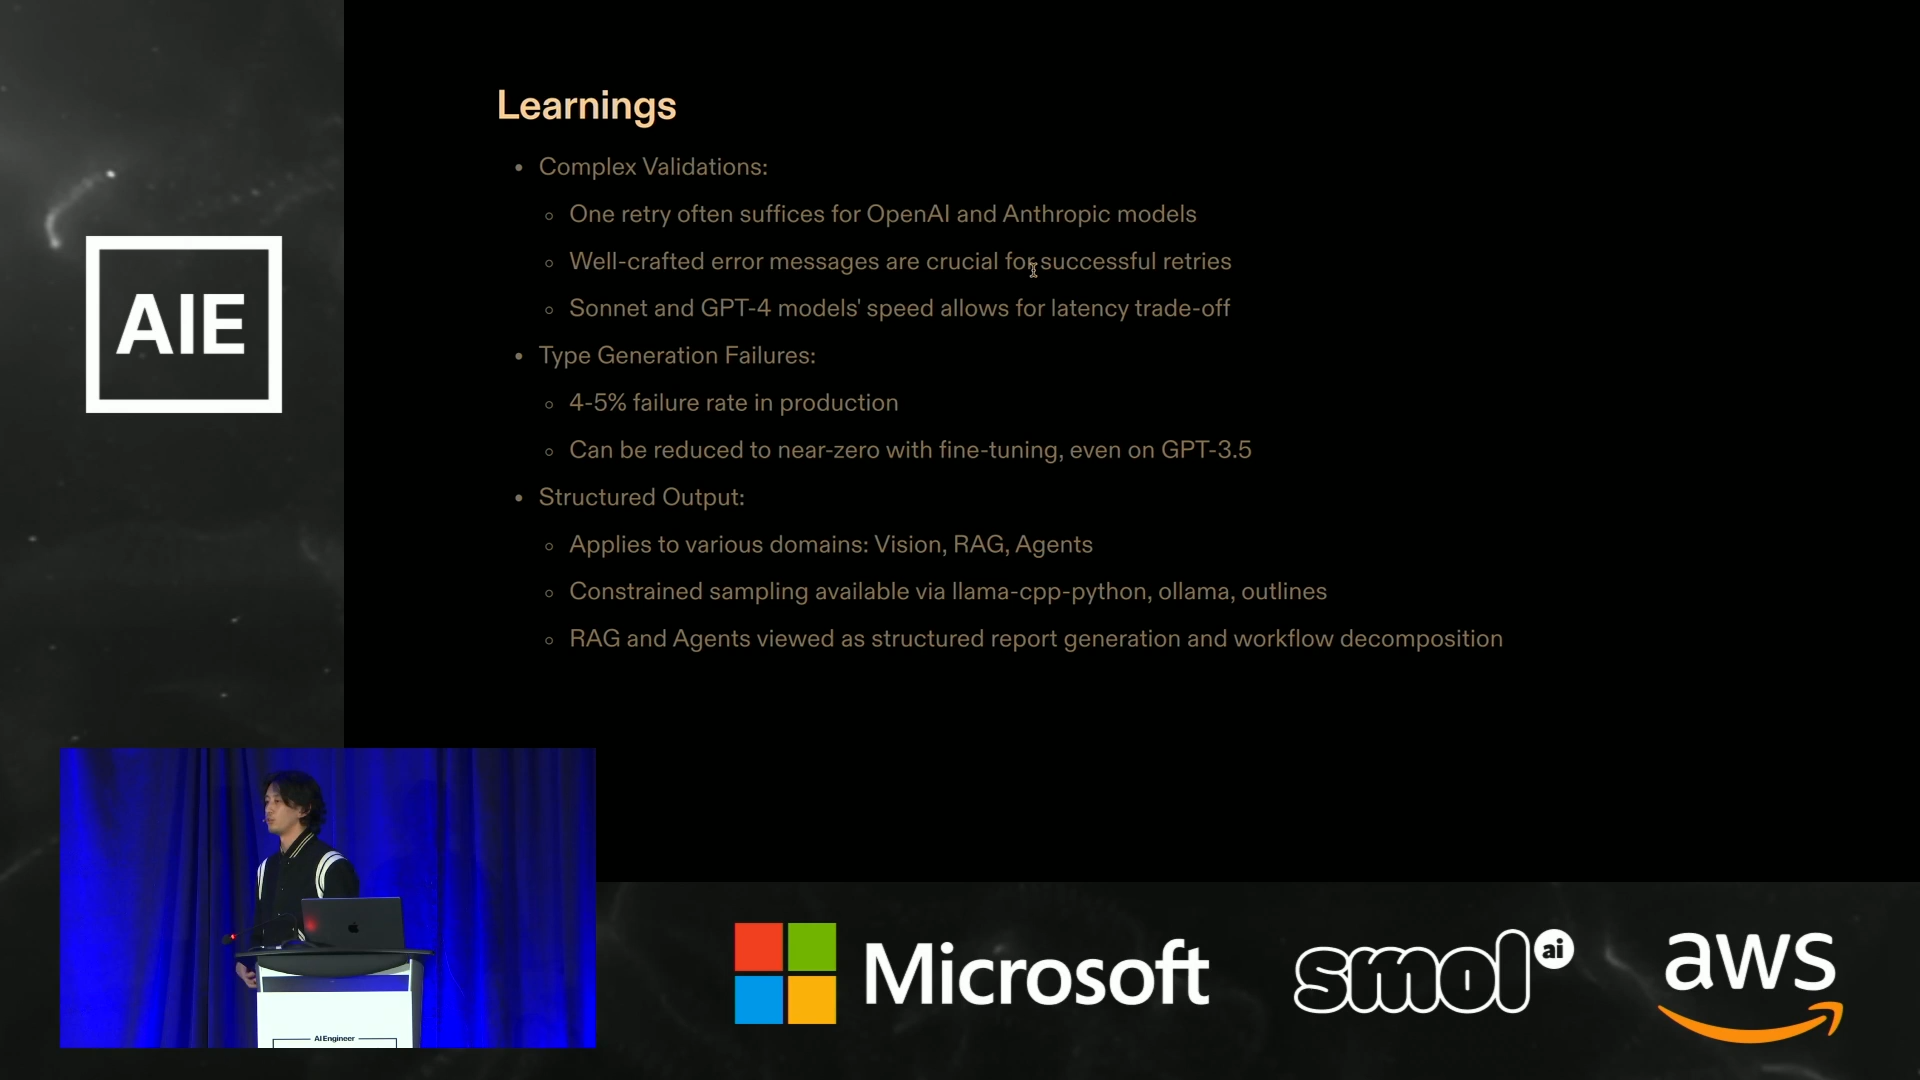 Learnings
• Complex Validations:
◦ One retry often suffices for OpenAI and Anthropic models
◦ Well-crafted error messages are crucial for successful retries
◦ Sonnet and GPT-4 models' speed allows for latency trade-off
• Type Generation Failures:
◦ 4-5% failure rate in production
◦ Can be reduced to near-zero with fine-tuning, even on GPT-3.5
• Structured Output:
◦ Applies to various domains: Vision, RAG, Agents
◦ Constrained sampling available via llama-cpp-python, ollama, outlines
◦ RAG and Agents viewed as structured report generation and workflow decomposition
AIE
AI Engineer
Microsoft
smol ai
aws